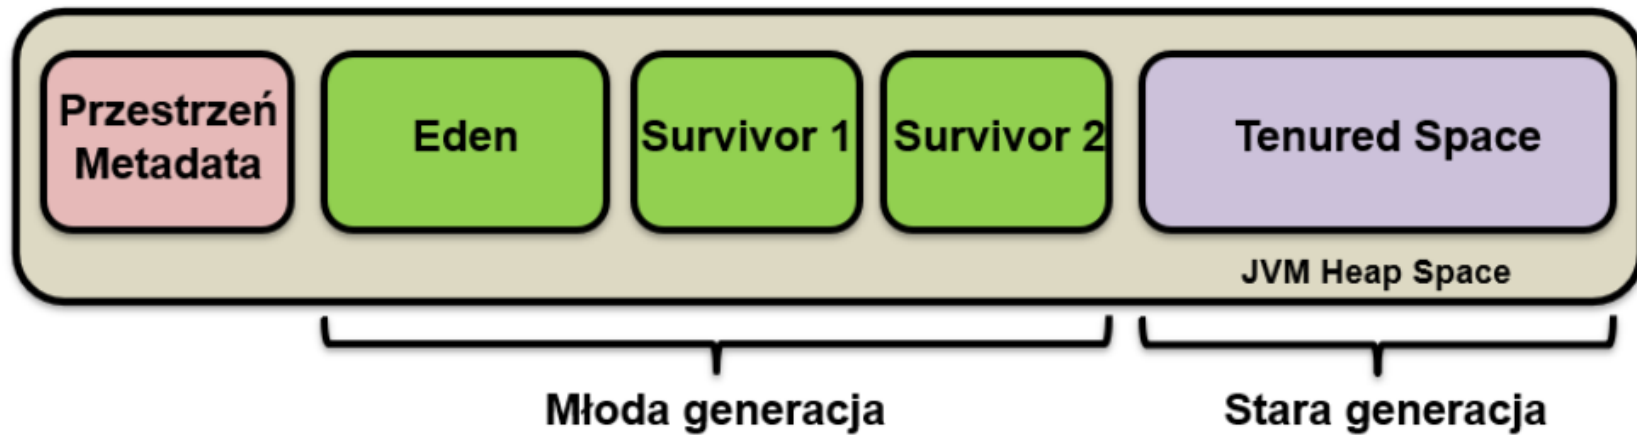 Przestrzeń
Metadata
Eden
Survivor 1
Survivor 2
Tenured Space
JVM Heap Space
Młoda generacja
Stara generacja